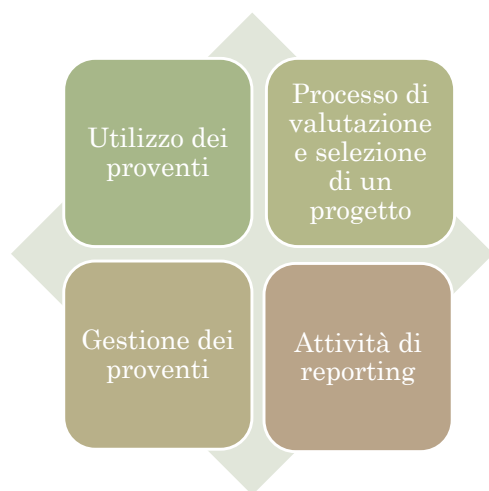 Utilizzo dei
proventi
Processo di
valutazione
e selezione
di un
progetto
Gestione dei
proventi
Attività di
reporting